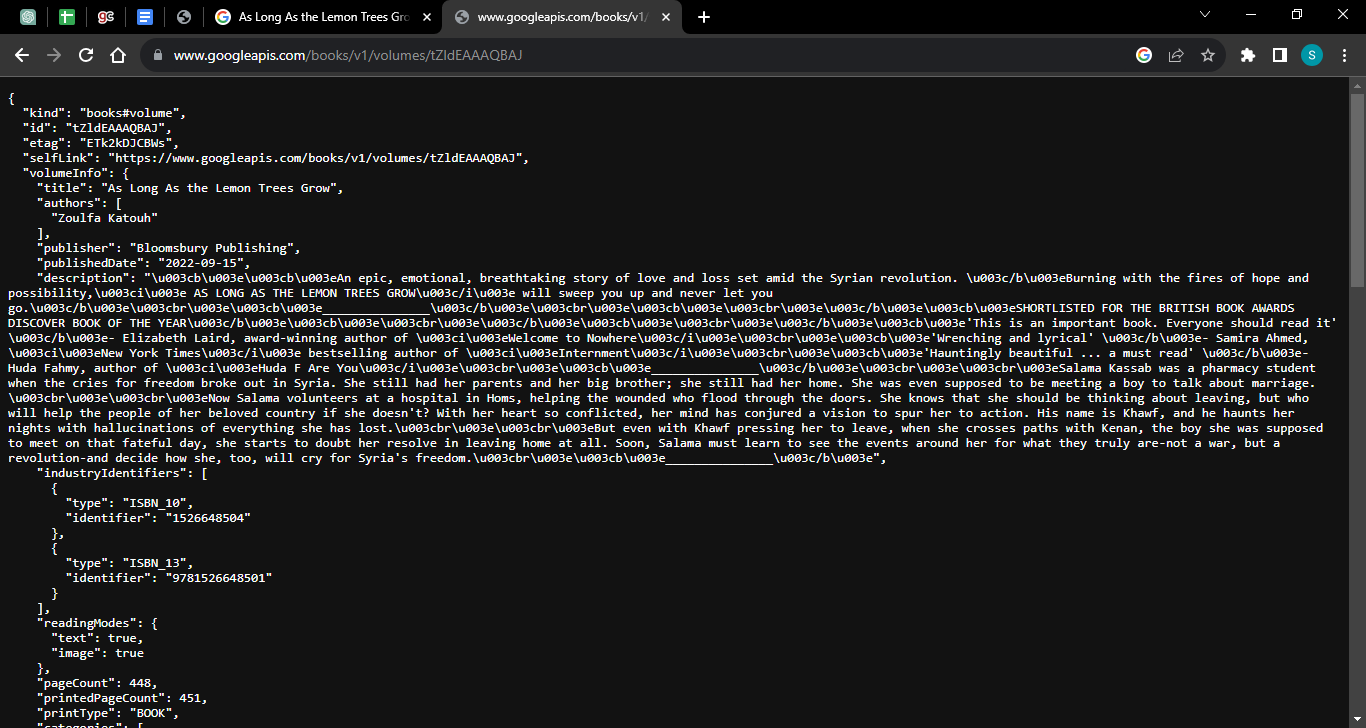 As Long As the Lemon Trees Gro
www.googleapis.com/books/v1/
www.googleapis.com/books/v1/volumes/tZldEAAAQBAJ
S
{
"kind": "books#volume",
"id": "tZldEAAAQBAJ",
"etag": "ETk2kDJCBWs",
"selfLink": "https://www.googleapis.com/books/v1/volumes/tZldEAAAQBAJ",
"volumeInfo": {
"title": "As Long As the Lemon Trees Grow",
"authors": [
"Zoulfa Katouh"
],
"publisher": "Bloomsbury Publishing",
"publishedDate": "2022-09-15",
"description": "\u003cb\u003e\u003cb\u003eAn epic, emotional, breathtaking story of love and loss set amid the Syrian revolution. \u003c/b\u003eBurning with the fires of hope and
possibility,\u003ci\u003e AS LONG AS THE LEMON TREES GROW\u003c/i\u003e will sweep you up and never let you
go.\u003c/b\u003e\u003cbr\u003e\u003cb\u003e_______________\u003c/b\u003e\u003cbr\u003e\u003cb\u003e\u003cbr\u003e\u003c/b\u003e\u003cb\u003eSHORTLISTED FOR THE BRITISH BOOK AWARDS
DISCOVER BOOK OF THE YEAR\u003c/b\u003e\u003cb\u003e\u003cbr\u003e\u003c/b\u003e\u003cb\u003e\u003cbr\u003e\u003c/b\u003e\u003cb\u003e'This is an important book. Everyone should read it'
\u003c/b\u003e- Elizabeth Laird, award-winning author of \u003ci\u003eWelcome to Nowhere\u003c/i\u003e\u003cbr\u003e\u003cb\u003e'Wrenching and lyrical' \u003c/b\u003e- Samira Ahmed,
\u003ci\u003eNew York Times\u003c/i\u003e bestselling author of \u003ci\u003eInternment\u003c/i\u003e\u003cbr\u003e\u003cb\u003e'Hauntingly beautiful ... a must read' \u003c/b\u003e-
Huda Fahmy, author of \u003ci\u003eHuda F Are You\u003c/i\u003e\u003cbr\u003e\u003cb\u003e_______________\u003c/b\u003e\u003cbr\u003e\u003cbr\u003eSalama Kassab was a pharmacy student
when the cries for freedom broke out in Syria. She still had her parents and her big brother; she still had her home. She was even supposed to be meeting a boy to talk about marriage.
\u003cbr\u003e\u003cbr\u003eNow Salama volunteers at a hospital in Homs, helping the wounded who flood through the doors. She knows that she should be thinking about leaving, but who
will help the people of her beloved country if she doesn't? With her heart so conflicted, her mind has conjured a vision to spur her to action. His name is Khawf, and he haunts her
nights with hallucinations of everything she has lost.\u003cbr\u003e\u003cbr\u003eBut even with Khawf pressing her to leave, when she crosses paths with Kenan, the boy she was supposed
to meet on that fateful day, she starts to doubt her resolve in leaving home at all. Soon, Salama must learn to see the events around her for what they truly are-not a war, but a
revolution-and decide how she, too, will cry for Syria's freedom.\u003cbr\u003e\u003cb\u003e_______________\u003c/b\u003e",
"industryIdentifiers": [
{
"type": "ISBN_10",
"identifier": "1526648504"
},
{
"type": "ISBN_13",
"identifier": "9781526648501"
}
],
"readingModes": {
"text": true,
"image": true
},
"pageCount": 448,
"printedPageCount": 451,
"printType": "BOOK",
"categories": [